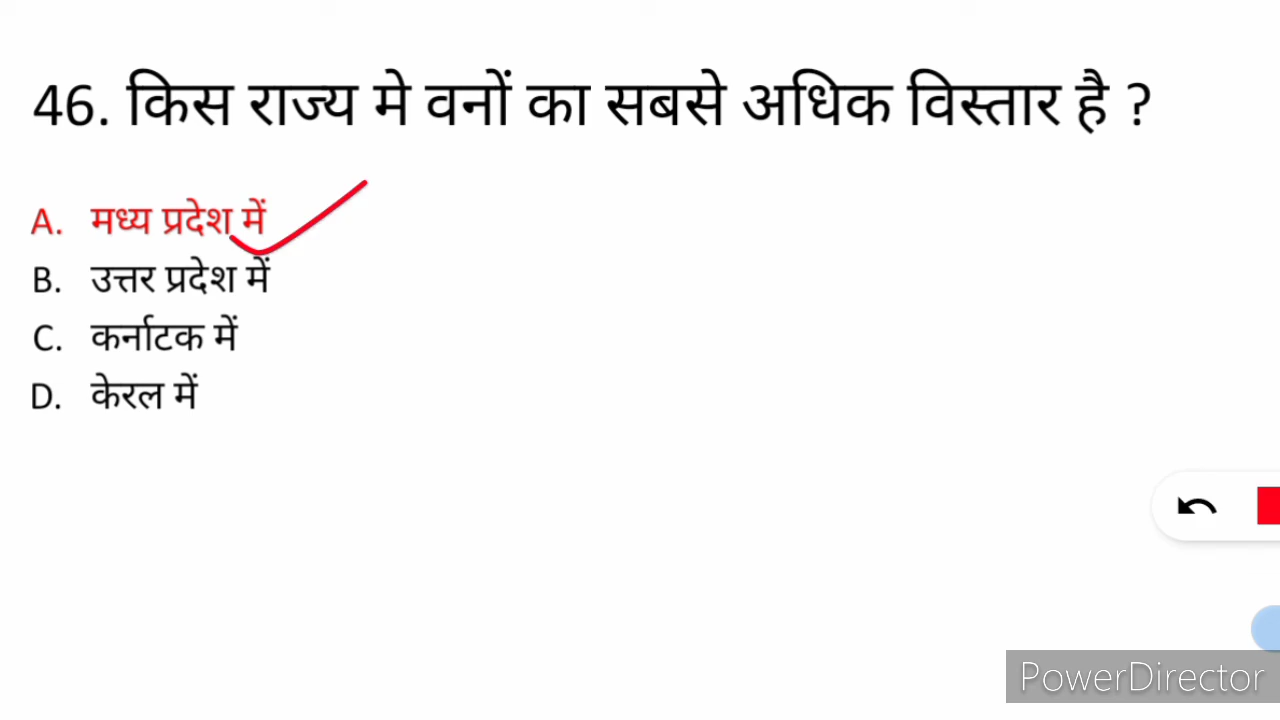 46. किस राज्य मे वनों का सबसे अधिक विस्तार है ?
A. मध्य प्रदेश में
B. उत्तर प्रदेश में
C. कर्नाटक में
D. केरल में
PowerDirector